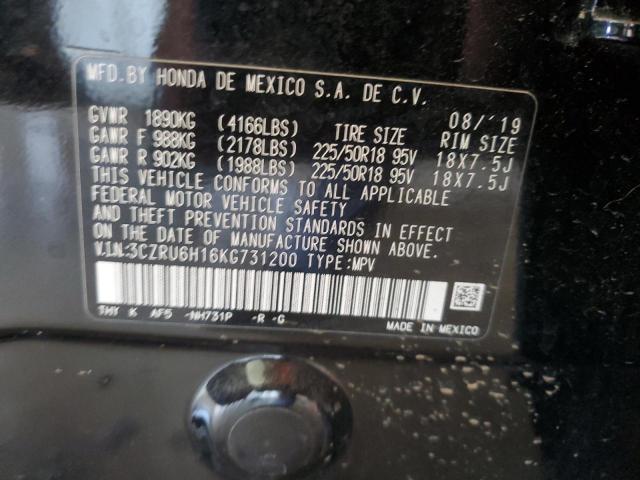 MFD. BY HONDA DE MEXICO S.A. DE C.V.
08/'19
GVWR 1890KG (4166LBS) TIRE SIZE RIM SIZE
GAWR F 988KG (2178LBS) 225/50R18 95V 18X7.5J
GAWR R 902KG (1988LBS) 225/50R18 95V 18X7.5J
THIS VEHICLE CONFORMS TO ALL APPLICABLE
FEDERAL MOTOR VEHICLE SAFETY
AND THEFT PREVENTION STANDARDS IN EFFECT
ON THE DATE OF MANUFACTURE SHOWN ABOVE.
V.I.N:3CZRU6H16KG731200 TYPE:MPV
THY K AF5 -NH731P -R -G
MADE IN MEXICO